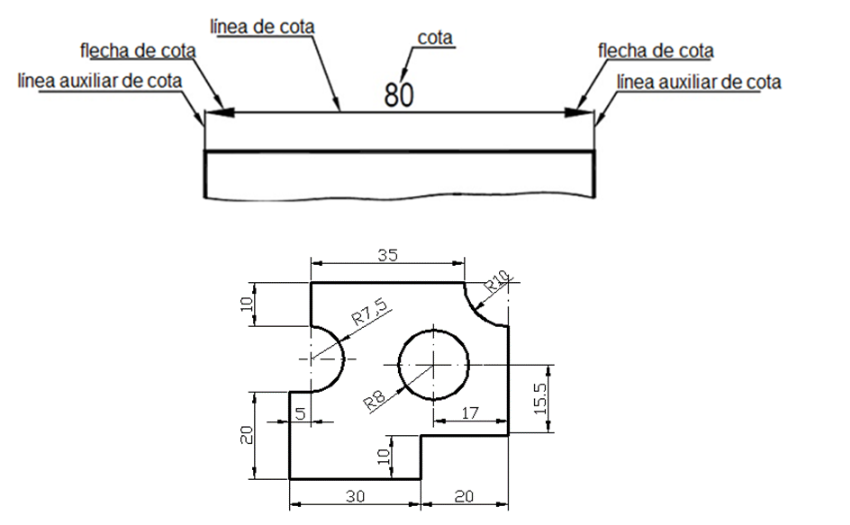 línea de cota
cota
flecha de cota
flecha de cota
línea auxiliar de cota
línea auxiliar de cota
80
35
R10
10
R7,5
R8
15.5
5
17
20
10
30
20